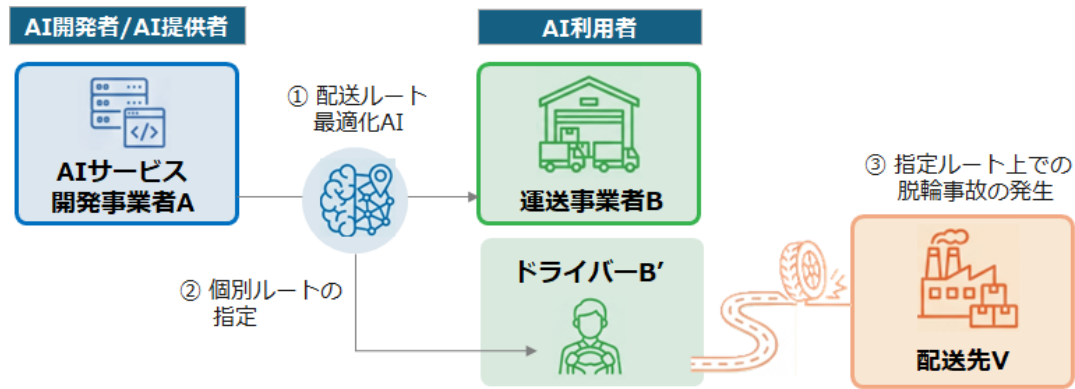 AI開発者/AI提供者
AI利用者
AIサービス
開発事業者A
① 配送ルート
最適化AI
運送事業者B
② 個別ルートの
指定
ドライバーB’
③ 指定ルート上での
脱輪事故の発生
配送先V